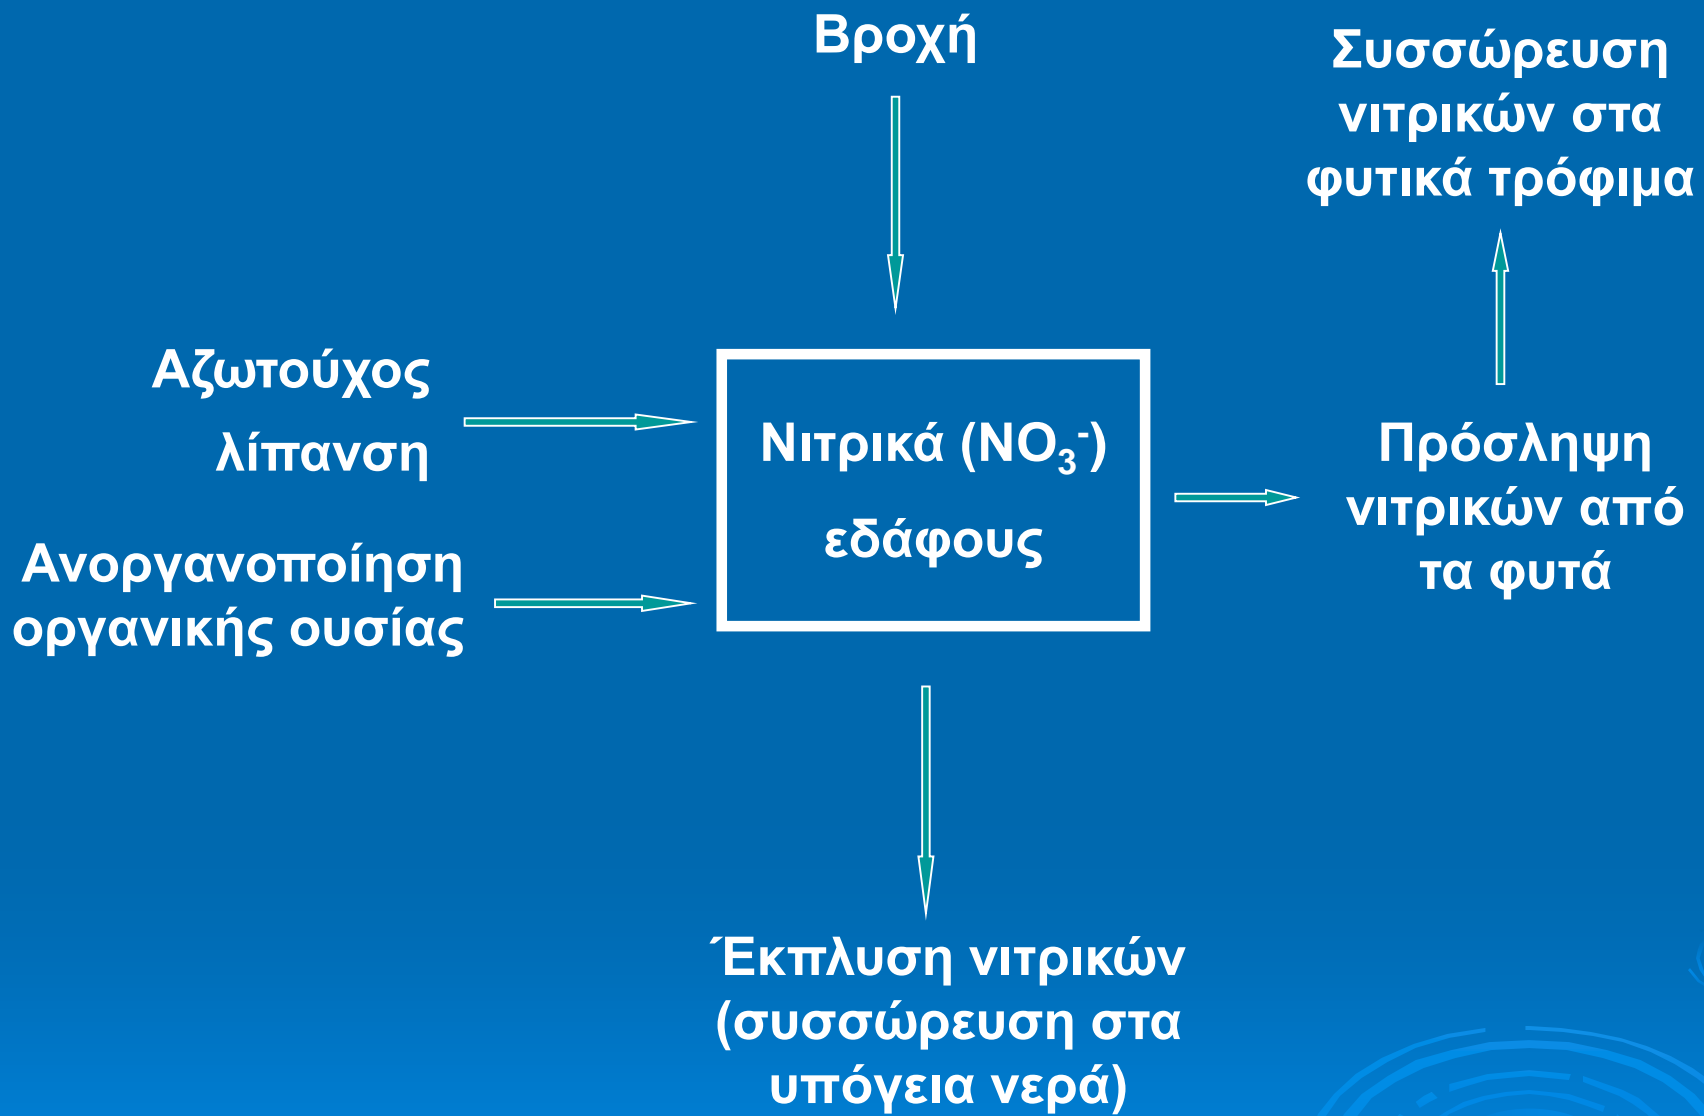 Βροχή
Συσσώρευση
νιτρικών στα
φυτικά τρόφιμα
Αζωτούχος
λίπανση
Νιτρικά (NO₃⁻)
εδάφους
Πρόσληψη
νιτρικών από
τα φυτά
Ανοργανοποίηση
οργανικής ουσίας
Έκπλυση νιτρικών
(συσσώρευση στα
υπόγεια νερά)